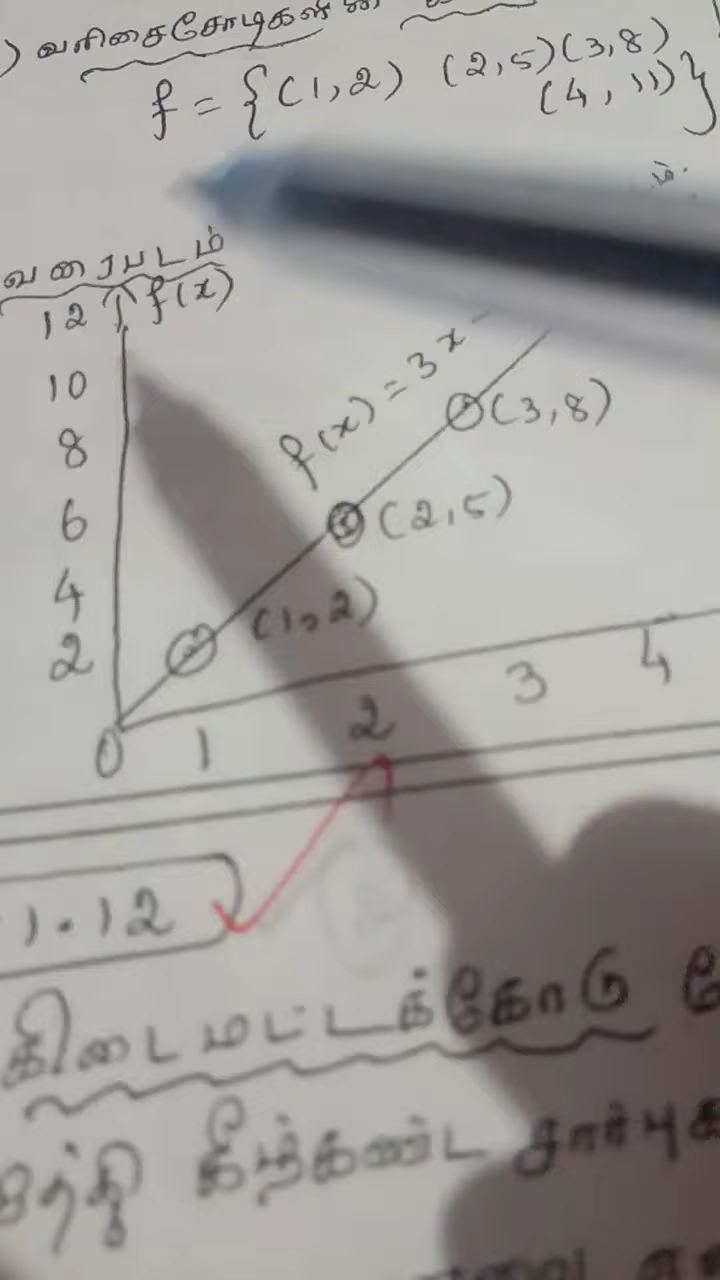 ) வரிசைசோடிகளின்
f = {(1,2) (2,5)(3,8)
(4,11)}
வரைபடம்
12 f(x)
10
8
6
4
2
0 1 2 3 4
f(x) = 3x -
(3,8)
(2,5)
(1,2)
1.12
கிடைமட்டக்கோடு
கீழ்கண்ட